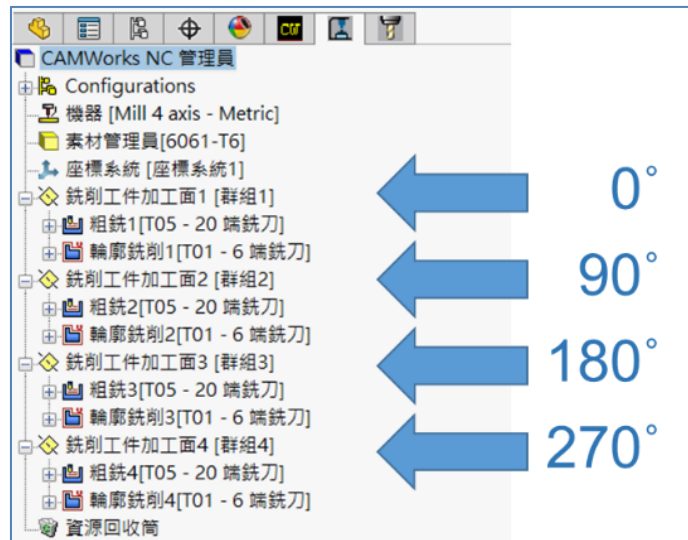 CAMWorks NC 管理員
Configurations
機器 [Mill 4 axis - Metric]
素材管理員[6061-T6]
座標系統 [座標系統1]
銑削工件加工面1 [群組1]
0°
粗銑1[T05 - 20 端銑刀]
輪廓銑削1[T01 - 6 端銑刀]
銑削工件加工面2 [群組2]
90°
粗銑2[T05 - 20 端銑刀]
輪廓銑削2[T01 - 6 端銑刀]
銑削工件加工面3 [群組3]
180°
粗銑3[T05 - 20 端銑刀]
輪廓銑削3[T01 - 6 端銑刀]
銑削工件加工面4 [群組4]
270°
粗銑4[T05 - 20 端銑刀]
輪廓銑削4[T01 - 6 端銑刀]
資源回收筒